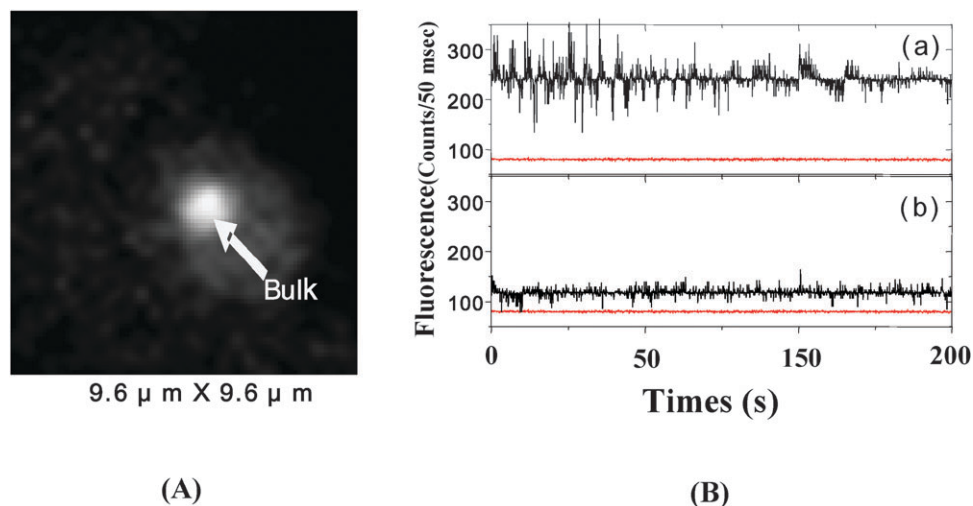 Bulk
9.6 μ m X 9.6 μ m
(A)
Fluorescence(Counts/50 msec)
300
200
100
(a)
300
200
100
(b)
0 50 150 200
Times (s)
(B)